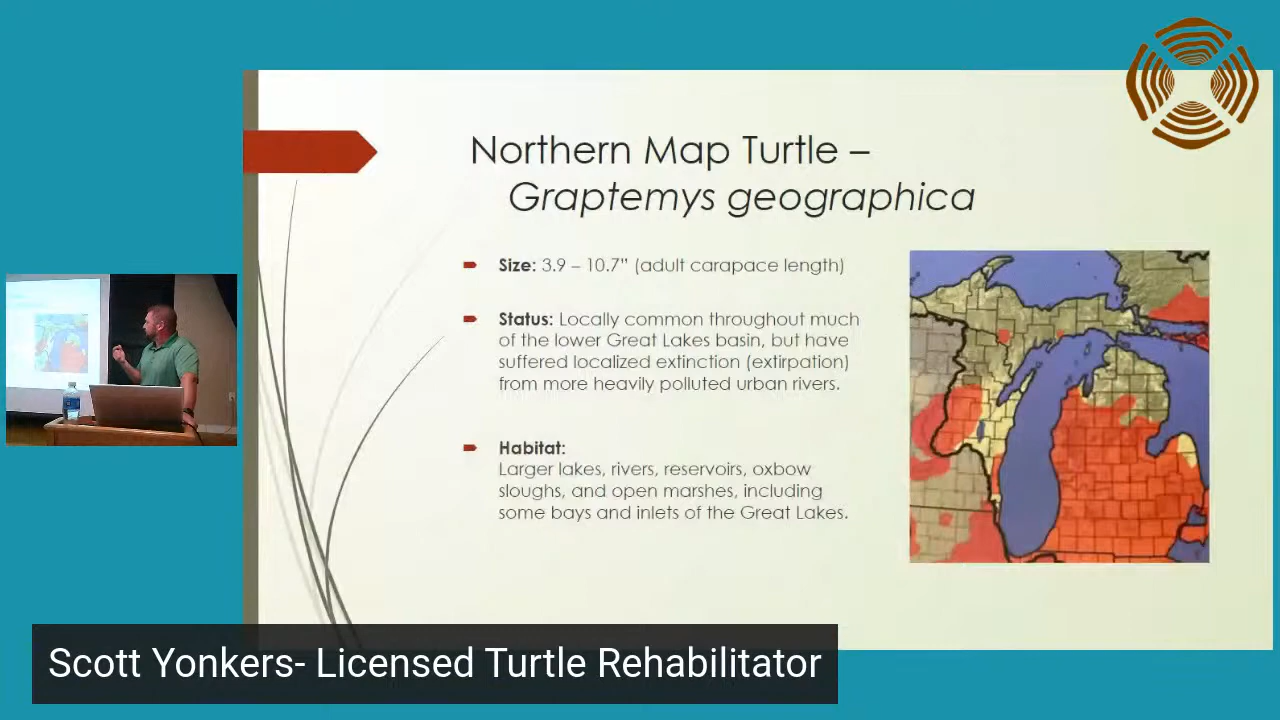 Northern Map Turtle –
Graptemys geographica
Size: 3.9 – 10.7" (adult carapace length)
Status: Locally common throughout much
of the lower Great Lakes basin, but have
suffered localized extinction (extirpation)
from more heavily polluted urban rivers.
Habitat:
Larger lakes, rivers, reservoirs, oxbow
sloughs, and open marshes, including
some bays and inlets of the Great Lakes.
Scott Yonkers- Licensed Turtle Rehabilitator